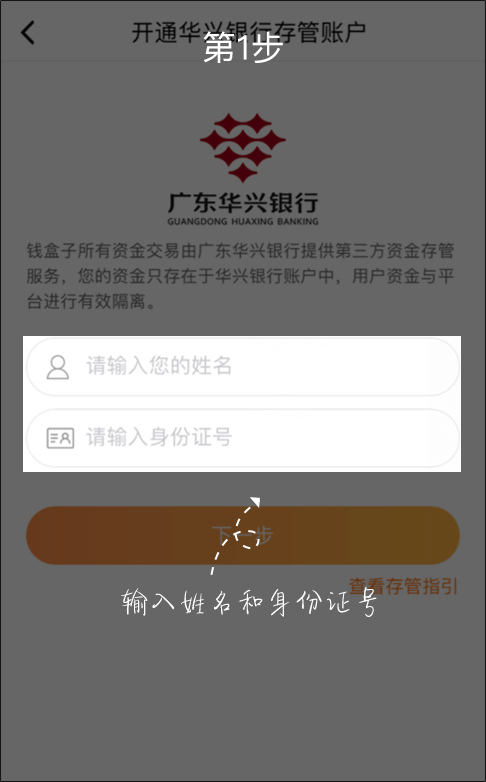 开通华兴银行存管账户
第1步
广东华兴银行
GUANGDONG HUAXING BANKING
钱盒子所有资金交易由广东华兴银行提供第三方资金存管
服务，您的资金只存在于华兴银行账户中，用户资金与平
台进行有效隔离。
请输入您的姓名
请输入身份证号
下一步
查看存管指引
输入姓名和身份证号